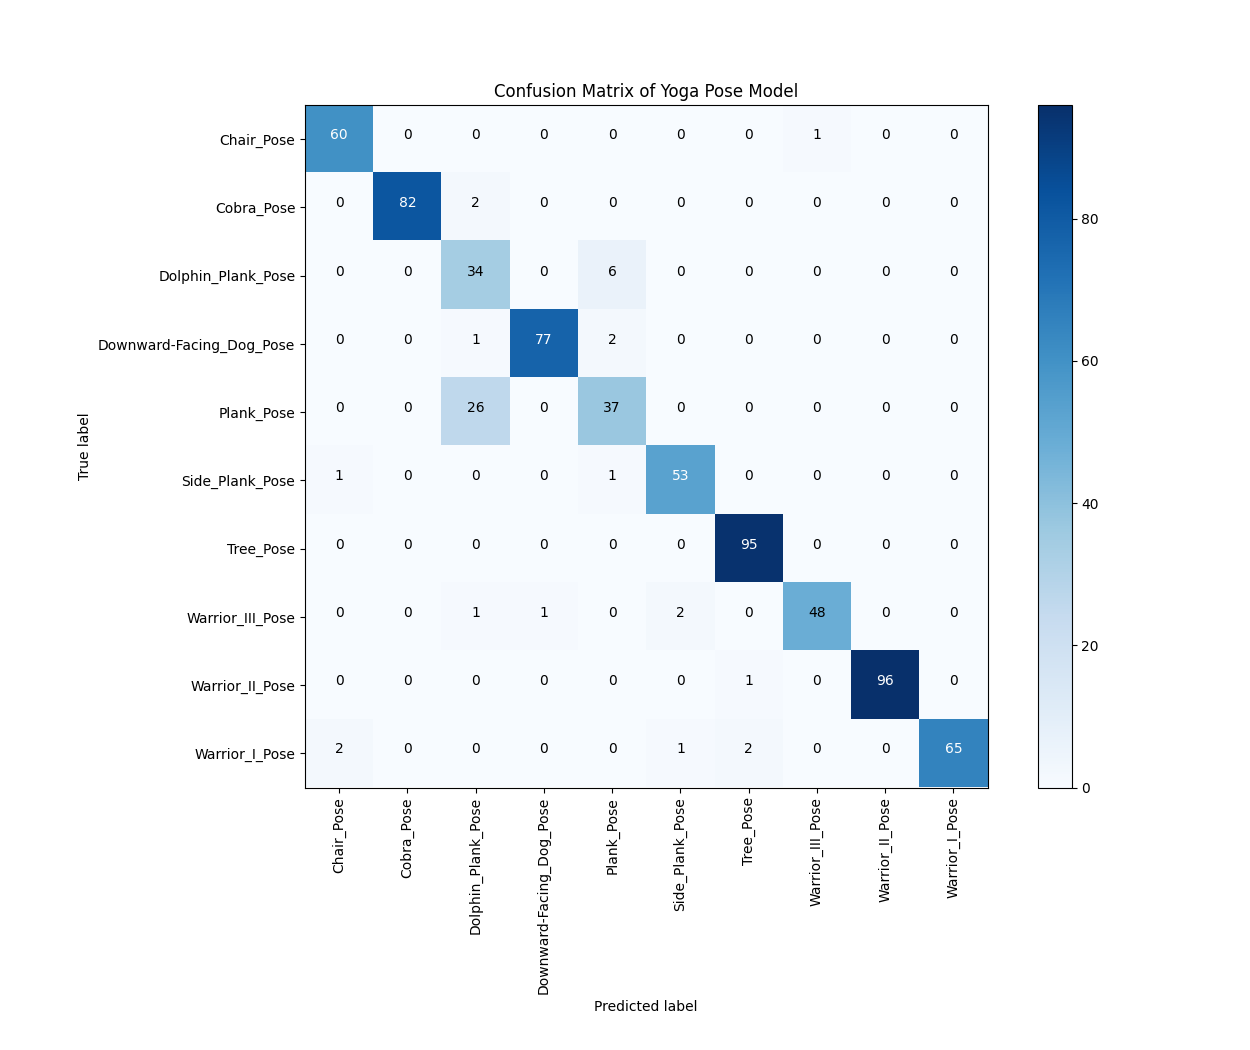 Confusion Matrix of Yoga Pose Model
Chair_Pose 60 0 0 0 0 0 0 1 0 0
Cobra_Pose 0 82 2 0 0 0 0 0 0 0
Dolphin_Plank_Pose 0 0 34 0 6 0 0 0 0 0
Downward-Facing_Dog_Pose 0 0 1 77 2 0 0 0 0 0
Plank_Pose 0 0 26 0 37 0 0 0 0 0
Side_Plank_Pose 1 0 0 0 1 53 0 0 0 0
Tree_Pose 0 0 0 0 0 0 95 0 0 0
Warrior_III_Pose 0 0 1 1 0 2 0 48 0 0
Warrior_II_Pose 0 0 0 0 0 0 1 0 96 0
Warrior_I_Pose 2 0 0 0 0 1 2 0 0 65
True label
Chair_Pose
Cobra_Pose
Dolphin_Plank_Pose
Downward-Facing_Dog_Pose
Plank_Pose
Side_Plank_Pose
Tree_Pose
Warrior_III_Pose
Warrior_II_Pose
Warrior_I_Pose
Predicted label
80
60
40
20
0